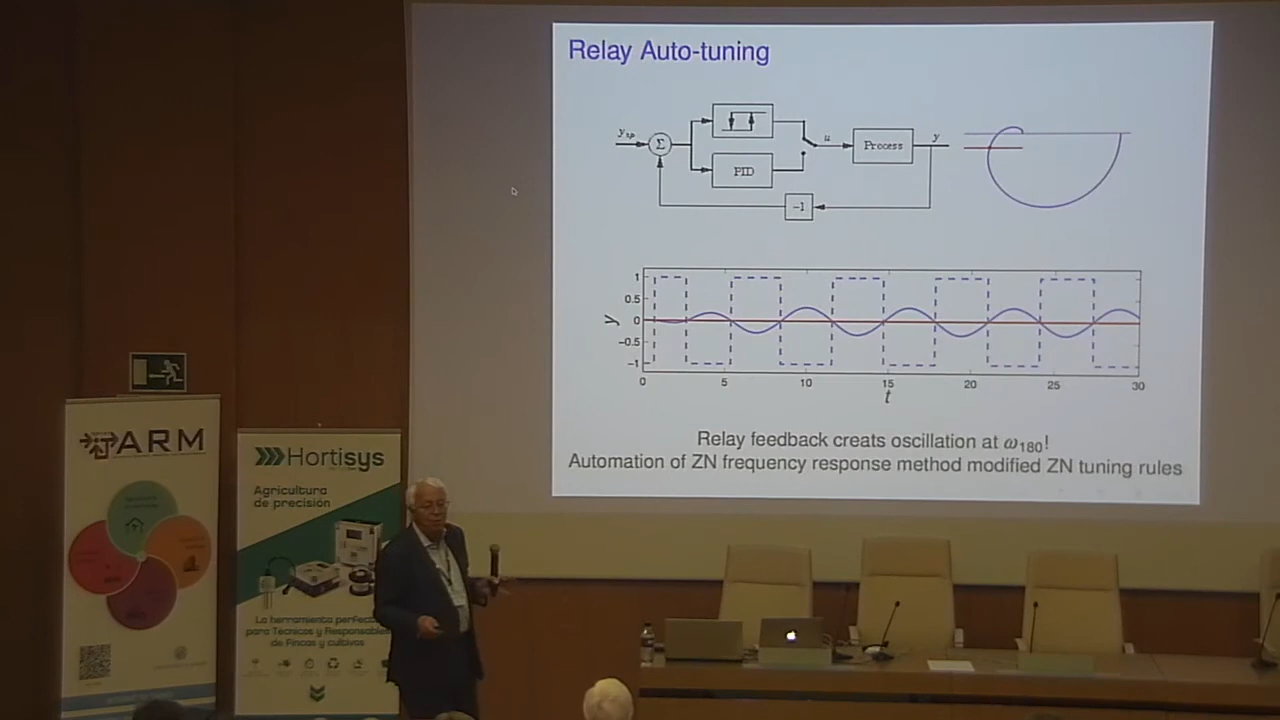 Relay Auto-tuning
y_sp
Σ
PID
u
Process
y
−1
1
0.5
0
−0.5
−1
y
0
5
10
15
20
25
30
t
Relay feedback creats oscillation at ω180!
Automation of ZN frequency response method modified ZN tuning rules
ARM
Hortisys
Agricultura
de precisión
La herramienta perfecta
para Técnicos y Responsables
de Fincas y cultivos